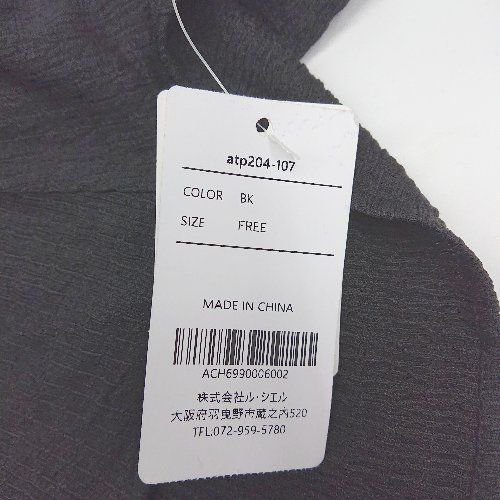 atp204-107
COLOR BK
SIZE FREE
MADE IN CHINA
ACH6990006002
株式会社ル・シエル
大阪府羽曳野市蔵之内520
TFL.072-959-5780